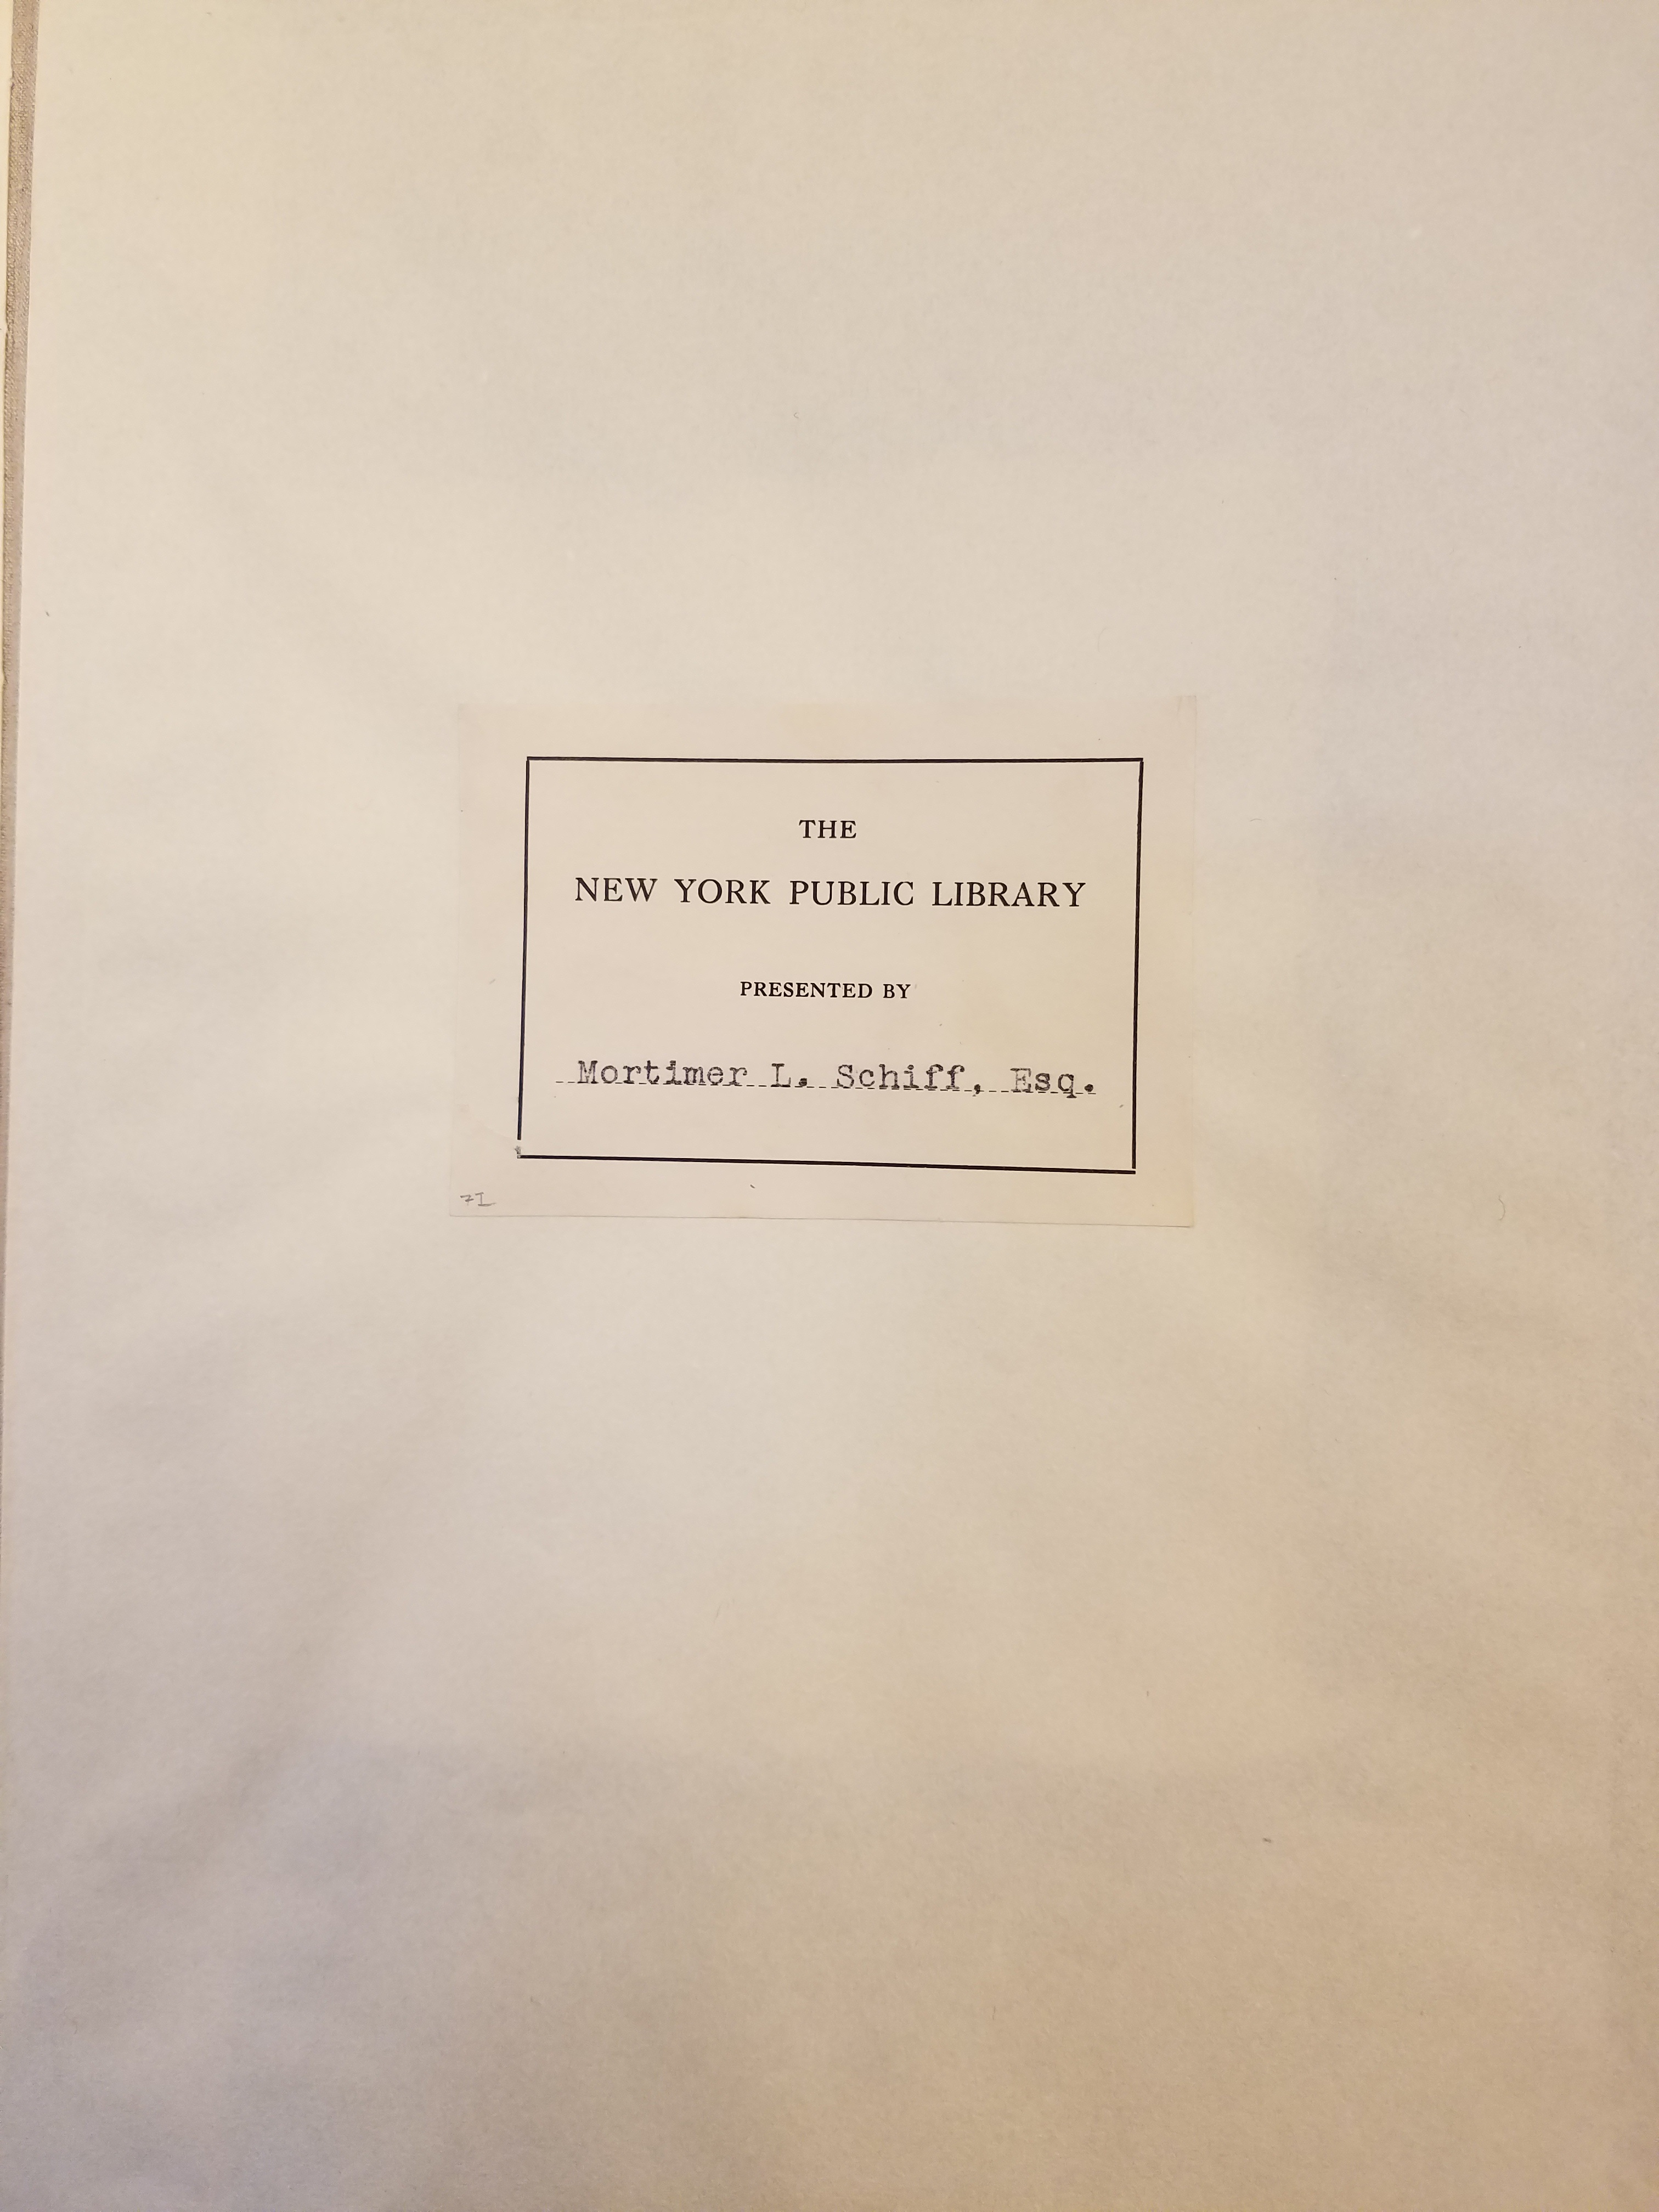 THE
NEW YORK PUBLIC LIBRARY
PRESENTED BY
Mortimer L. Schiff, Esq.